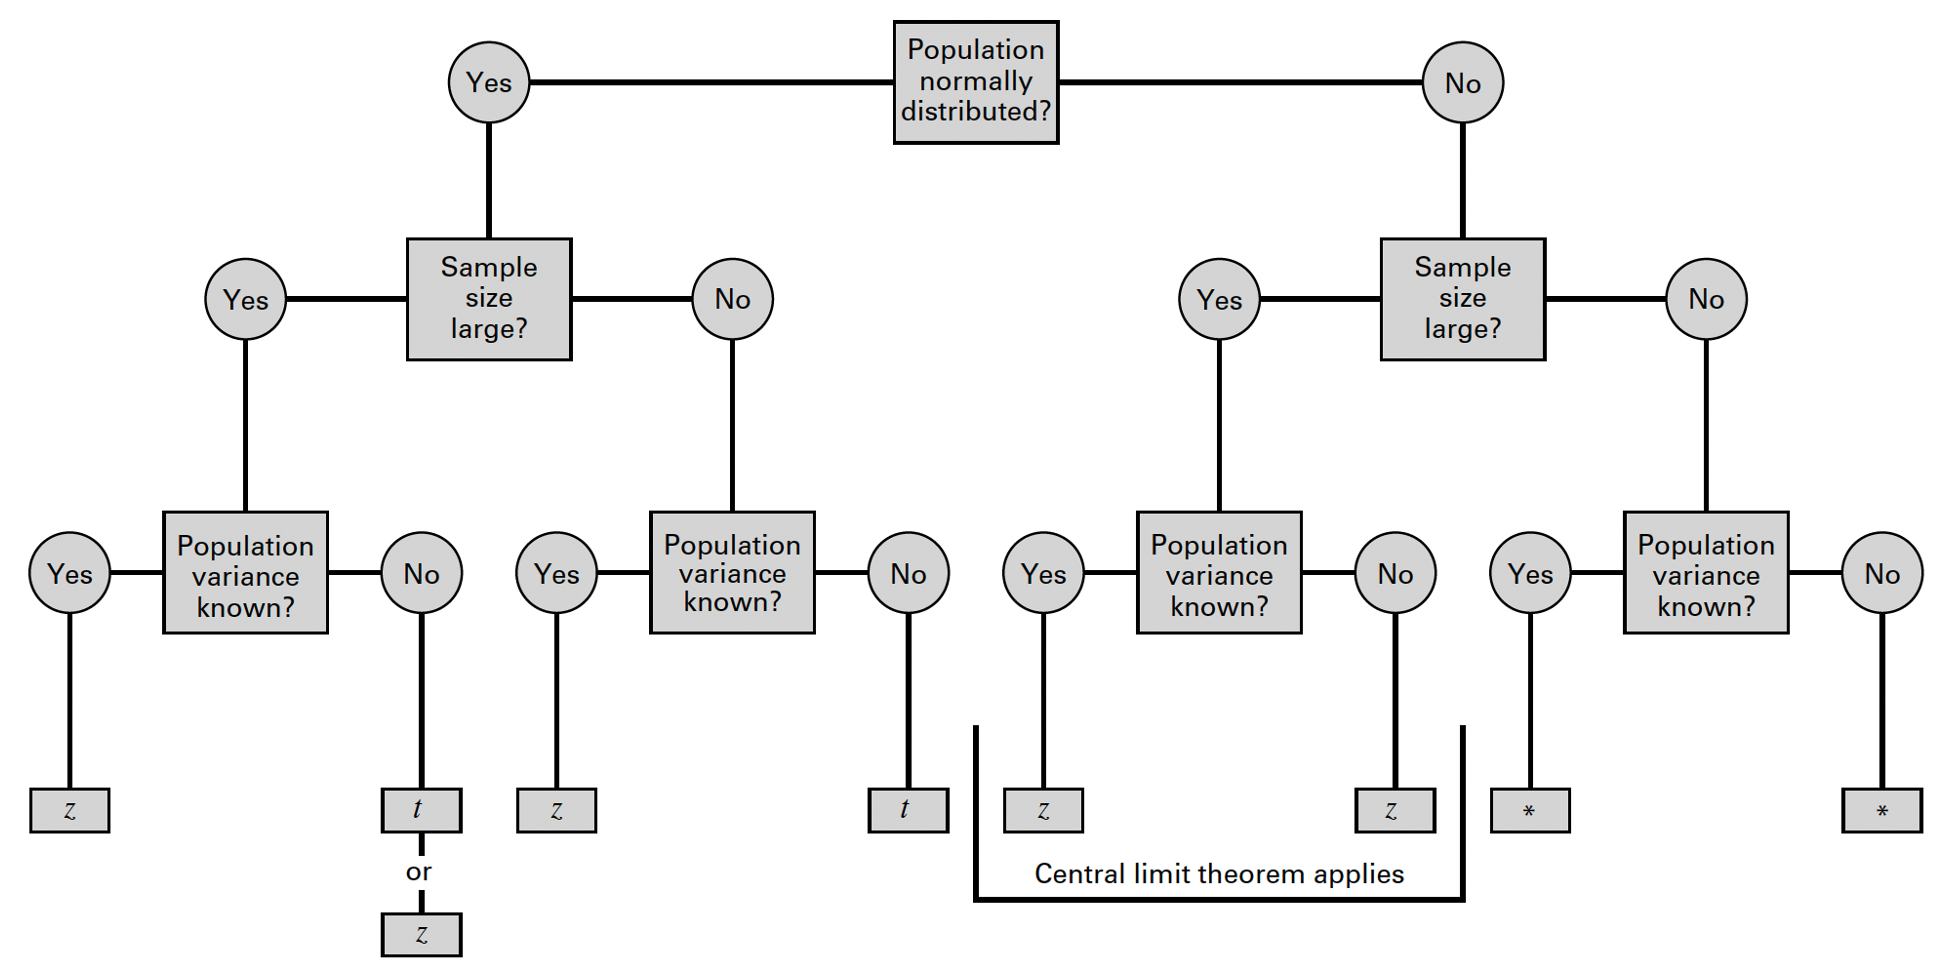 Population
normally
distributed?
Yes
No
Sample
size
large?
Yes
No
Sample
size
large?
Yes
No
Population
variance
known?
Yes
No
Population
variance
known?
Yes
No
Population
variance
known?
Yes
No
Population
variance
known?
Yes
No
z
t
or
z
z
t
z
z
Central limit theorem applies
*
*